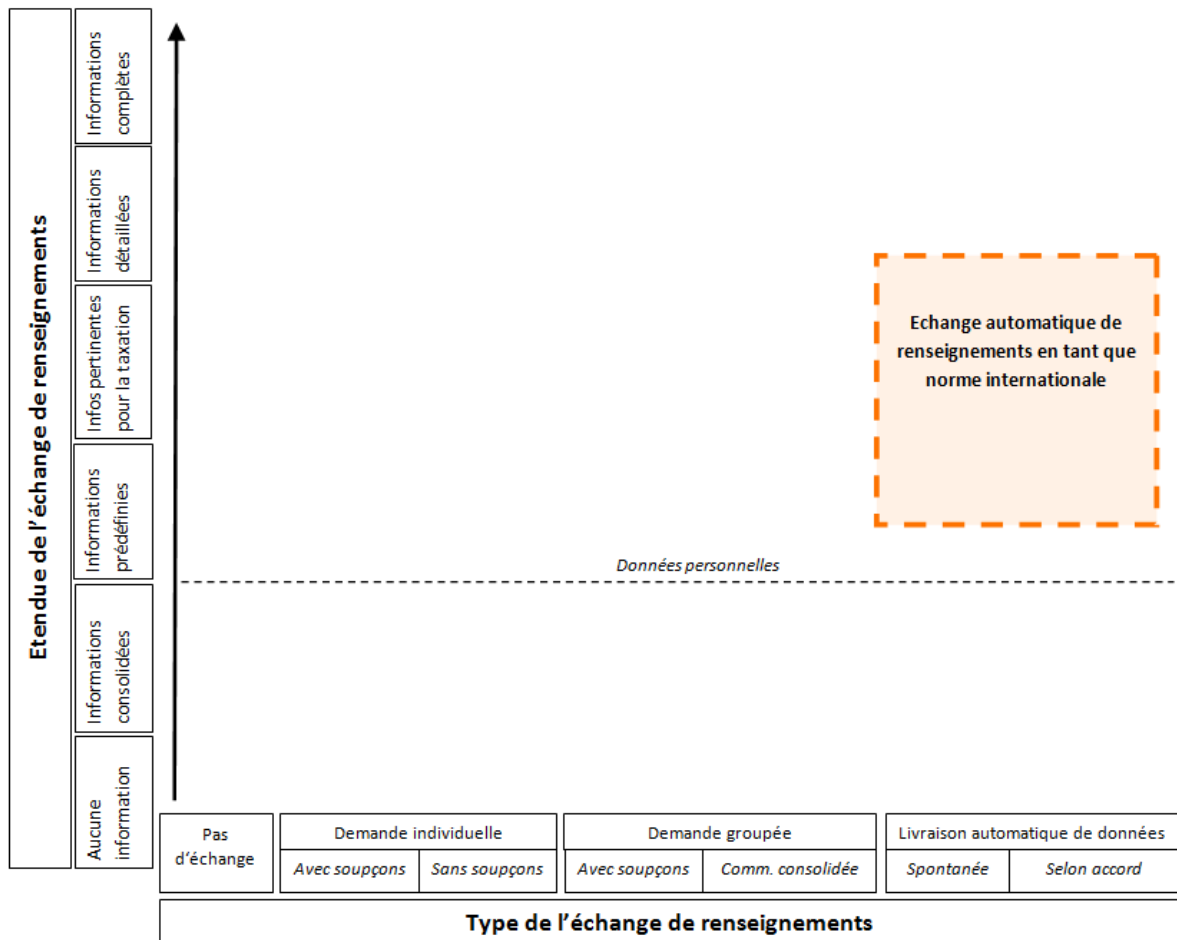 Etendue de l'échange de renseignements
Informations
complètes
Informations
détaillées
Infos pertinentes
pour la taxation
Informations
prédéfinies
Informations
consolidées
Aucune
information
Echange automatique de
renseignements en tant que
norme internationale
Données personnelles
Pas
d'échange
Demande individuelle
Avec soupçons
Sans soupçons
Demande groupée
Avec soupçons
Comm. consolidée
Livraison automatique de données
Spontanée
Selon accord
Type de l'échange de renseignements